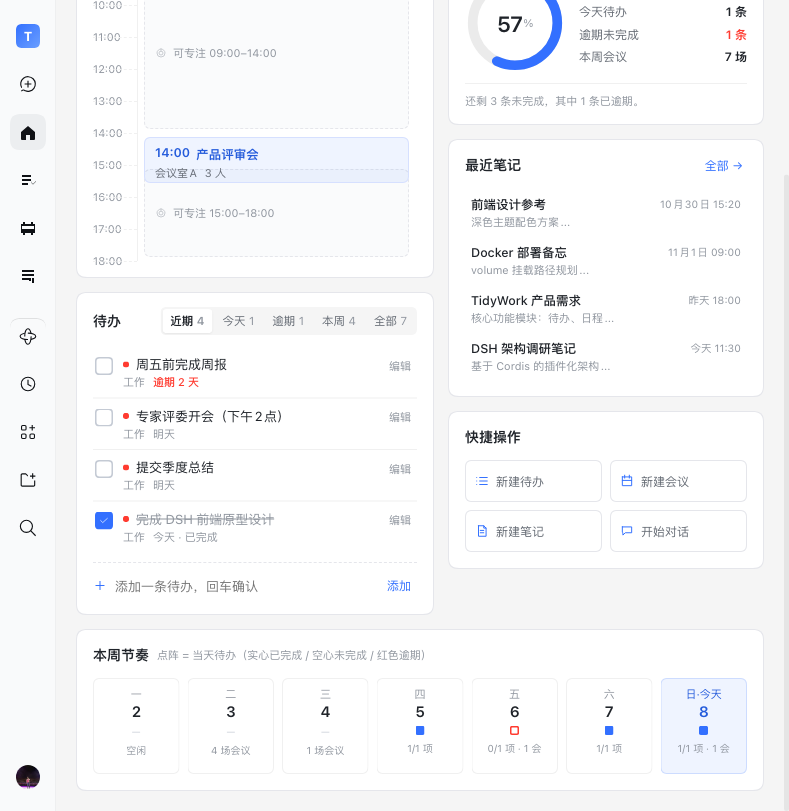 T
10:00
11:00
可专注 09:00–14:00
12:00
13:00
14:00
14:00 产品评审会
15:00
会议室A 3 人
16:00
可专注 15:00–18:00
17:00
18:00
57%
今天待办 1 条
逾期未完成 1 条
本周会议 7 场
还剩 3 条未完成，其中 1 条已逾期。
最近笔记 全部 →
前端设计参考 10月30日 15:20
深色主题配色方案...
Docker 部署备忘 11月1日 09:00
volume 挂载路径规划...
TidyWork 产品需求 昨天 18:00
核心功能模块：待办、日程...
DSH 架构调研笔记 今天 11:30
基于 Cordis 的插件化架构...
待办 近期 4 今天 1 逾期 1 本周 4 全部 7
周五前完成周报 编辑
工作 逾期 2 天
专家评委开会（下午2点） 编辑
工作 明天
提交季度总结 编辑
工作 明天
完成 DSH 前端原型设计 编辑
工作 今天 · 已完成
+ 添加一条待办，回车确认 添加
快捷操作
新建待办 新建会议
新建笔记 开始对话
本周节奏 点阵 = 当天待办（实心已完成 / 空心未完成 / 红色逾期）
一 二 三 四 五 六 日·今天
2 3 4 5 6 7 8
— — —
空闲 4 场会议 1 场会议 1/1 项 0/1 项 · 1 会 1/1 项 1/1 项 · 1 会